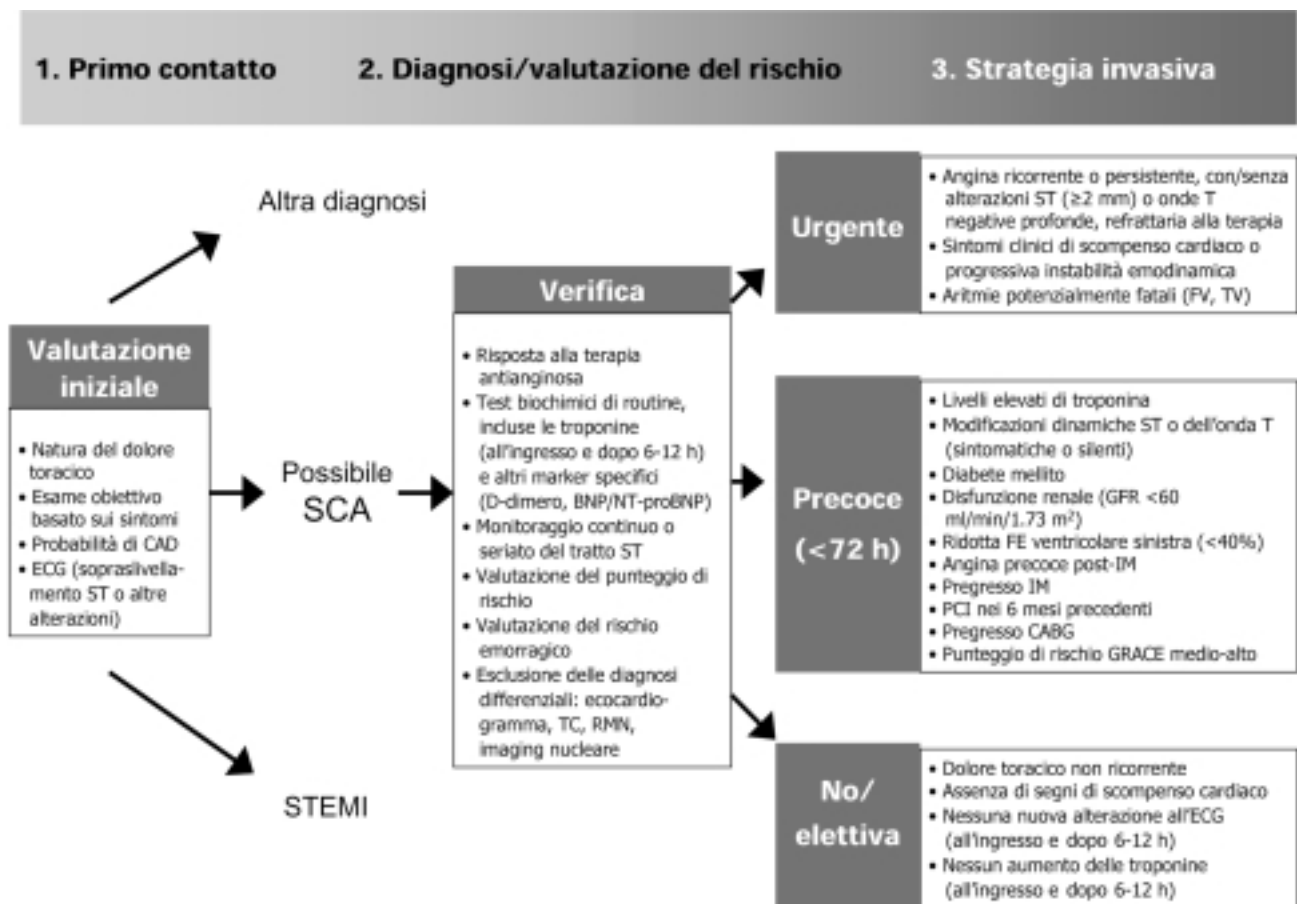 1. Primo contatto
2. Diagnosi/valutazione del rischio
3. Strategia invasiva
Altra diagnosi
Valutazione
iniziale
• Natura del dolore
toracico
• Esame obiettivo
basato sui sintomi
• Probabilità di CAD
• ECG (sopraslivella-
mento ST o altre
alterazioni)
Possibile
SCA
STEMI
Verifica
• Risposta alla terapia
antianginosa
• Test biochimici di routine,
incluse le troponine
(all'ingresso e dopo 6-12 h)
e altri marker specifici
(D-dimero, BNP/NT-proBNP)
• Monitoraggio continuo o
seriato del tratto ST
• Valutazione del punteggio di
rischio
• Valutazione del rischio
emorragico
• Esclusione delle diagnosi
differenziali: ecocardio-
gramma, TC, RMN,
imaging nucleare
Urgente
• Angina ricorrente o persistente, con/senza
alterazioni ST (≥2 mm) o onde T
negative profonde, refrattaria alla terapia
• Sintomi clinici di scompenso cardiaco o
progressiva instabilità emodinamica
• Aritmie potenzialmente fatali (FV, TV)
Precoce
(<72 h)
• Livelli elevati di troponina
• Modificazioni dinamiche ST o dell'onda T
(sintomatiche o silenti)
• Diabete mellito
• Disfunzione renale (GFR <60
ml/min/1.73 m²)
• Ridotta FE ventricolare sinistra (<40%)
• Angina precoce post-IM
• Pregresso IM
• PCI nei 6 mesi precedenti
• Pregresso CABG
• Punteggio di rischio GRACE medio-alto
No/
elettiva
• Dolore toracico non ricorrente
• Assenza di segni di scompenso cardiaco
• Nessuna nuova alterazione all'ECG
(all'ingresso e dopo 6-12 h)
• Nessun aumento delle troponine
(all'ingresso e dopo 6-12 h)